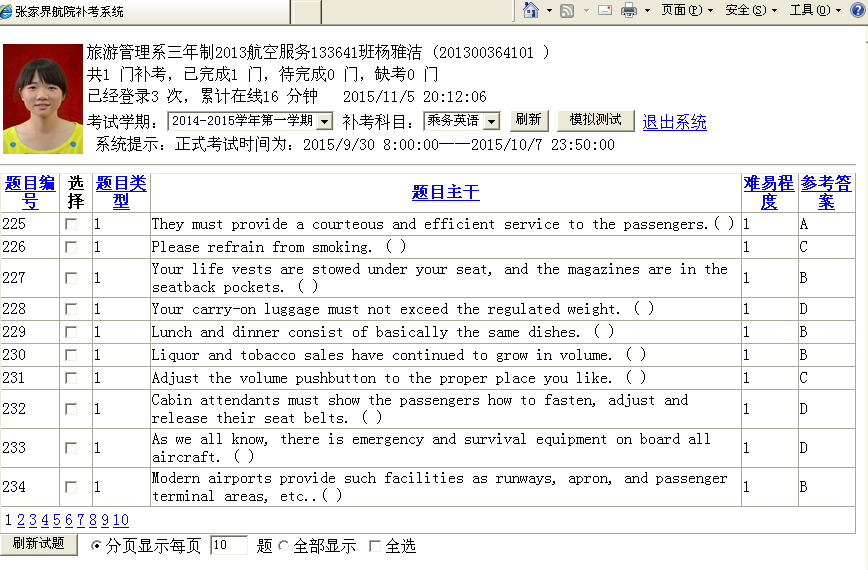 张家界航院补考系统
页面(P) 安全(S) 工具(O)
旅游管理系三年制2013航空服务133641班杨雅洁 (201300364101 )
共1 门补考，已完成1 门，待完成0 门，缺考0 门
已经登录3 次，累计在线16 分钟 2015/11/5 20:12:06
考试学期: 2014-2015学年第一学期 补考科目: 乘务英语 刷新 模拟测试 退出系统
系统提示: 正式考试时间为: 2015/9/30 8:00:00——2015/10/7 23:50:00
题目编号 选择 题目类型 题目主干 难易程度 参考答案
225 1 They must provide a courteous and efficient service to the passengers.( ) 1 A
226 1 Please refrain from smoking. ( ) 1 C
227 1 Your life vests are stowed under your seat, and the magazines are in the
seatback pockets. ( ) 1 B
228 1 Your carry-on luggage must not exceed the regulated weight. ( ) 1 D
229 1 Lunch and dinner consist of basically the same dishes. ( ) 1 B
230 1 Liquor and tobacco sales have continued to grow in volume. ( ) 1 B
231 1 Adjust the volume pushbutton to the proper place you like. ( ) 1 C
232 1 Cabin attendants must show the passengers how to fasten, adjust and
release their seat belts. ( ) 1 D
233 1 As we all know, there is emergency and survival equipment on board all
aircraft. ( ) 1 D
234 1 Modern airports provide such facilities as runways, apron, and passenger
terminal areas, etc..( ) 1 B
1 2 3 4 5 6 7 8 9 10
刷新试题 分页显示每页 10 题 全部显示 全选